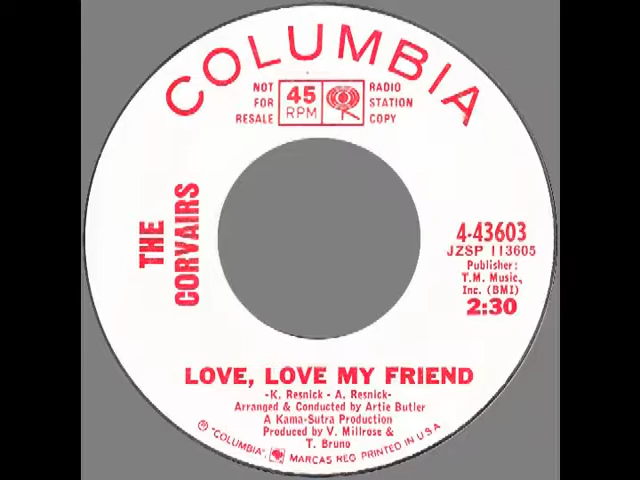 COLUMBIA
NOT
FOR
RESALE
45
RPM
RADIO
STATION
COPY
THE
CORVAIRS
4-43603
JZSP 113605
Publisher:
T.M. Music,
Inc. (BMI)
2:30
LOVE, LOVE MY FRIEND
-K. Resnick - A. Resnick-
Arranged & Conducted by Artie Butler
A Kama-Sutra Production
Produced by V. Millrose &
T. Bruno
℗ "COLUMBIA", MARCAS REG. PRINTED IN U.S.A